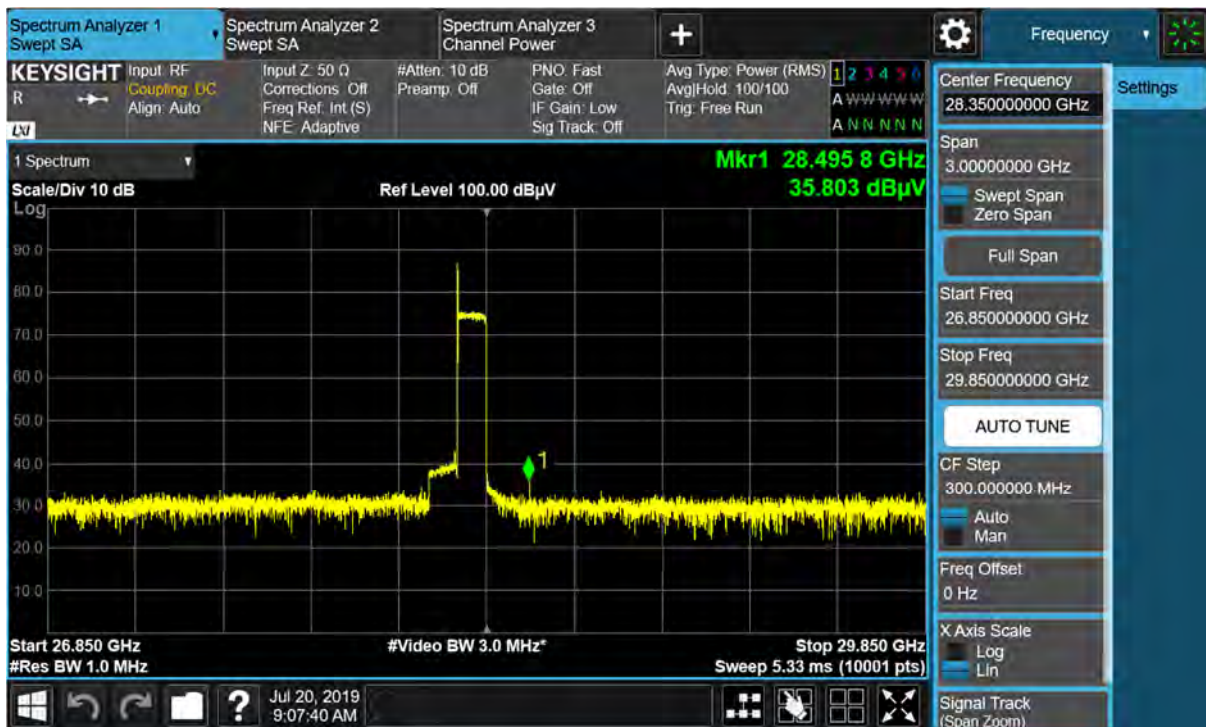 Spectrum Analyzer 1
Swept SA
Spectrum Analyzer 2
Swept SA
Spectrum Analyzer 3
Channel Power
+
Frequency
KEYSIGHT
R
LXI
Input: RF
Coupling: DC
Align: Auto
Input Z: 50 Ω
Corrections: Off
Freq Ref: Int (S)
NFE: Adaptive
#Atten: 10 dB
Preamp: Off
PNO: Fast
Gate: Off
IF Gain: Low
Sig Track: Off
Avg Type: Power (RMS)
Avg|Hold: 100/100
Trig: Free Run
1 2 3 4 5 6
A W W W W W
A N N N N N
1 Spectrum
Scale/Div 10 dB
Ref Level 100.00 dBµV
Mkr1 28.495 8 GHz
35.803 dBµV
Log
90.0
80.0
70.0
60.0
50.0
40.0
30.0
20.0
10.0
1
Start 26.850 GHz
#Video BW 3.0 MHz*
Stop 29.850 GHz
#Res BW 1.0 MHz
Sweep 5.33 ms (10001 pts)
Center Frequency
28.350000000 GHz
Settings
Span
3.00000000 GHz
Swept Span
Zero Span
Full Span
Start Freq
26.850000000 GHz
Stop Freq
29.850000000 GHz
AUTO TUNE
CF Step
300.000000 MHz
Auto
Man
Freq Offset
0 Hz
X Axis Scale
Log
Lin
Signal Track
(Span Zoom)
?
Jul 20, 2019
9:07:40 AM